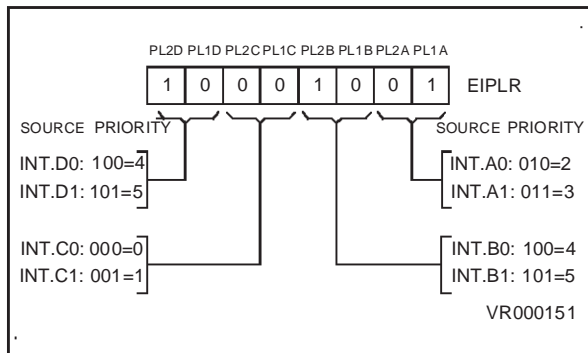 PL2D PL1D PL2C PL1C PL2B PL1B PL2A PL1A
1 0 0 0 1 0 0 1 EIPLR
SOURCE PRIORITY SOURCE PRIORITY
INT.D0: 100=4 INT.A0: 010=2
INT.D1: 101=5 INT.A1: 011=3
INT.C0: 000=0 INT.B0: 100=4
INT.C1: 001=1 INT.B1: 101=5
VR000151